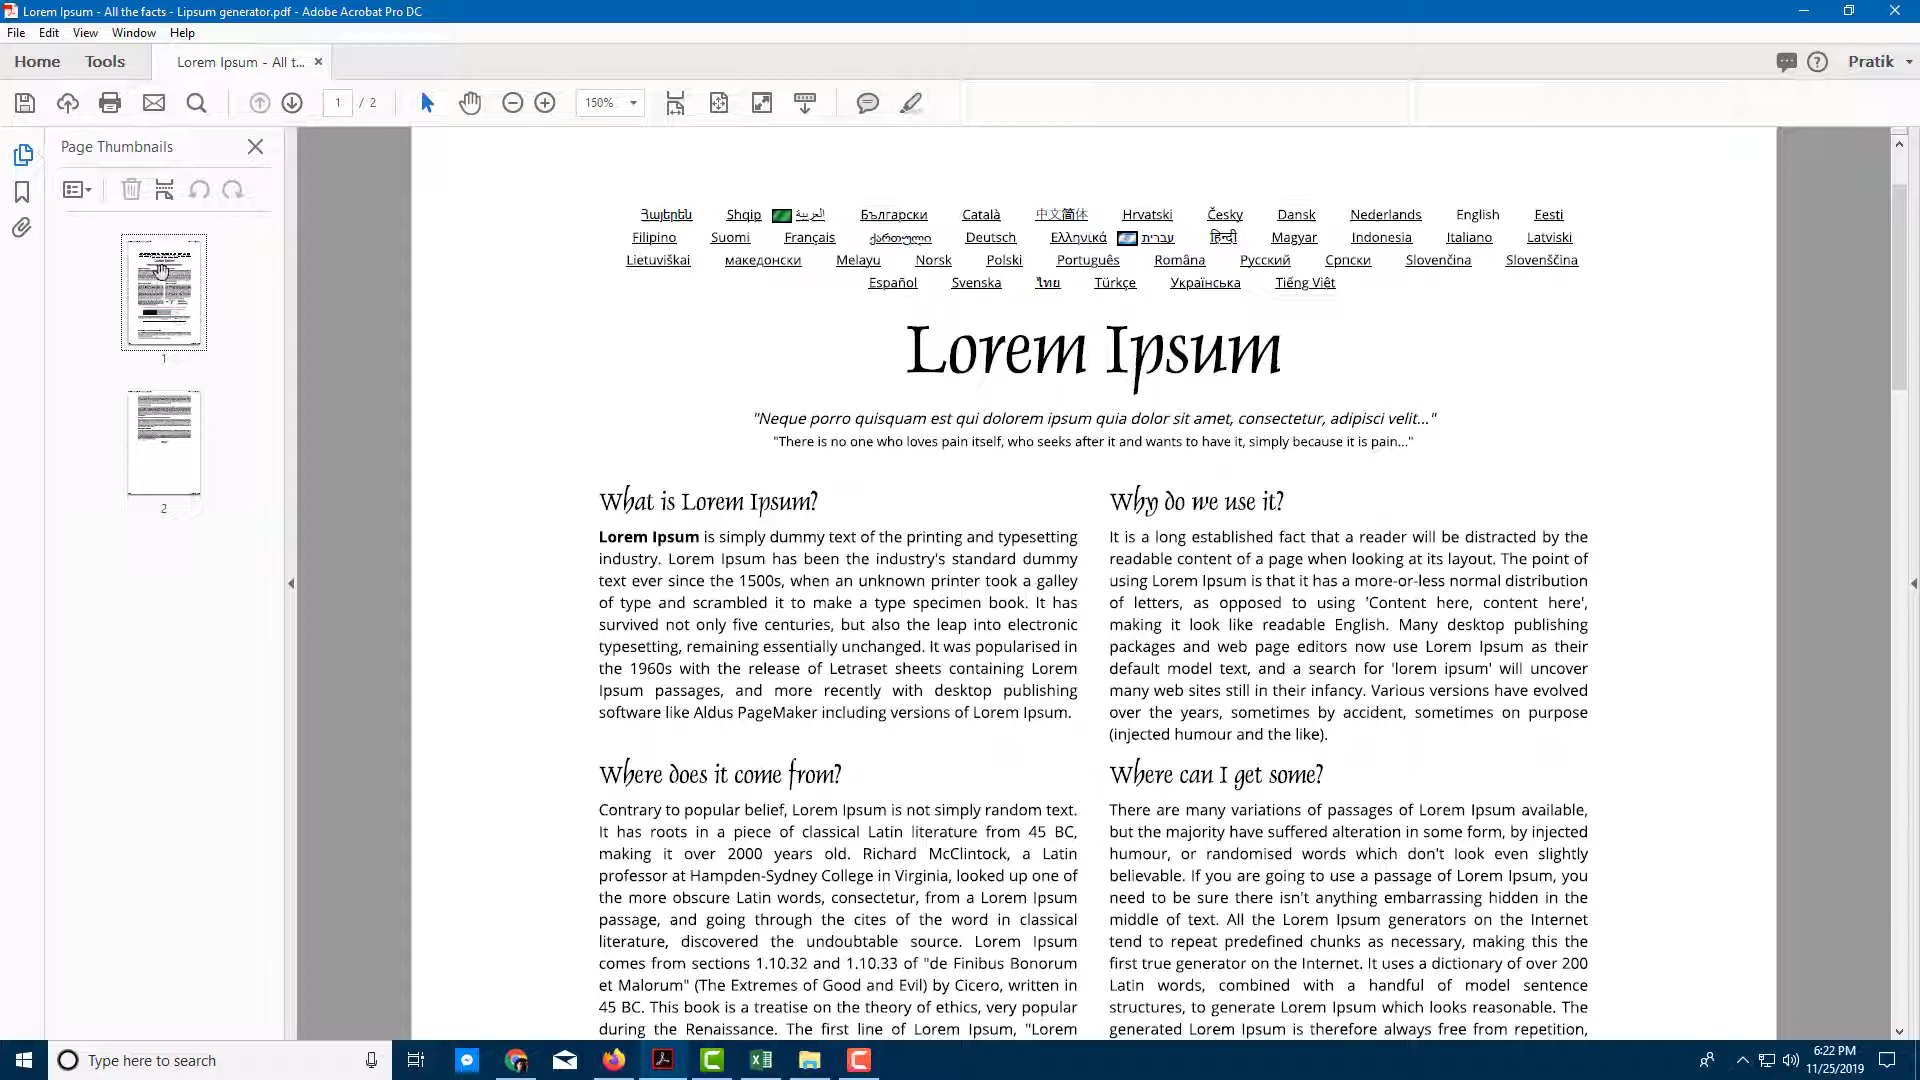 Lorem Ipsum - All the facts - Lipsum generator.pdf - Adobe Acrobat Pro DC
File Edit View Window Help
Home Tools Lorem Ipsum - All t... Pratik
1 / 2 150%
Page Thumbnails
1
2
Հայերեն Shqip العربية Български Català 中文简体 Hrvatski Česky Dansk Nederlands English Eesti
Filipino Suomi Français ქართული Deutsch Ελληνικά עברית हिन्दी Magyar Indonesia Italiano Latviski
Lietuviškai македонски Melayu Norsk Polski Português Româna Русский Српски Slovenčina Slovenščina
Español Svenska ไทย Türkçe Українська Tiếng Việt
Lorem Ipsum
"Neque porro quisquam est qui dolorem ipsum quia dolor sit amet, consectetur, adipisci velit..."
"There is no one who loves pain itself, who seeks after it and wants to have it, simply because it is pain..."
What is Lorem Ipsum?
Lorem Ipsum is simply dummy text of the printing and typesetting
industry. Lorem Ipsum has been the industry's standard dummy
text ever since the 1500s, when an unknown printer took a galley
of type and scrambled it to make a type specimen book. It has
survived not only five centuries, but also the leap into electronic
typesetting, remaining essentially unchanged. It was popularised in
the 1960s with the release of Letraset sheets containing Lorem
Ipsum passages, and more recently with desktop publishing
software like Aldus PageMaker including versions of Lorem Ipsum.
Why do we use it?
It is a long established fact that a reader will be distracted by the
readable content of a page when looking at its layout. The point of
using Lorem Ipsum is that it has a more-or-less normal distribution
of letters, as opposed to using 'Content here, content here',
making it look like readable English. Many desktop publishing
packages and web page editors now use Lorem Ipsum as their
default model text, and a search for 'lorem ipsum' will uncover
many web sites still in their infancy. Various versions have evolved
over the years, sometimes by accident, sometimes on purpose
(injected humour and the like).
Where does it come from?
Contrary to popular belief, Lorem Ipsum is not simply random text.
It has roots in a piece of classical Latin literature from 45 BC,
making it over 2000 years old. Richard McClintock, a Latin
professor at Hampden-Sydney College in Virginia, looked up one of
the more obscure Latin words, consectetur, from a Lorem Ipsum
passage, and going through the cites of the word in classical
literature, discovered the undoubtable source. Lorem Ipsum
comes from sections 1.10.32 and 1.10.33 of "de Finibus Bonorum
et Malorum" (The Extremes of Good and Evil) by Cicero, written in
45 BC. This book is a treatise on the theory of ethics, very popular
during the Renaissance. The first line of Lorem Ipsum, "Lorem
Where can I get some?
There are many variations of passages of Lorem Ipsum available,
but the majority have suffered alteration in some form, by injected
humour, or randomised words which don't look even slightly
believable. If you are going to use a passage of Lorem Ipsum, you
need to be sure there isn't anything embarrassing hidden in the
middle of text. All the Lorem Ipsum generators on the Internet
tend to repeat predefined chunks as necessary, making this the
first true generator on the Internet. It uses a dictionary of over 200
Latin words, combined with a handful of model sentence
structures, to generate Lorem Ipsum which looks reasonable. The
generated Lorem Ipsum is therefore always free from repetition,
Type here to search
6:22 PM
11/25/2019